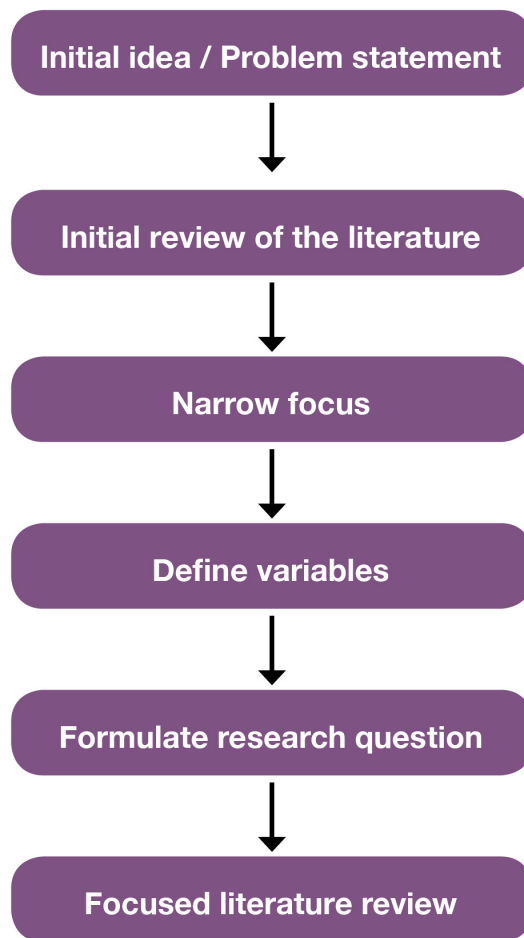 Initial idea / Problem statement
Initial review of the literature
Narrow focus
Define variables
Formulate research question
Focused literature review